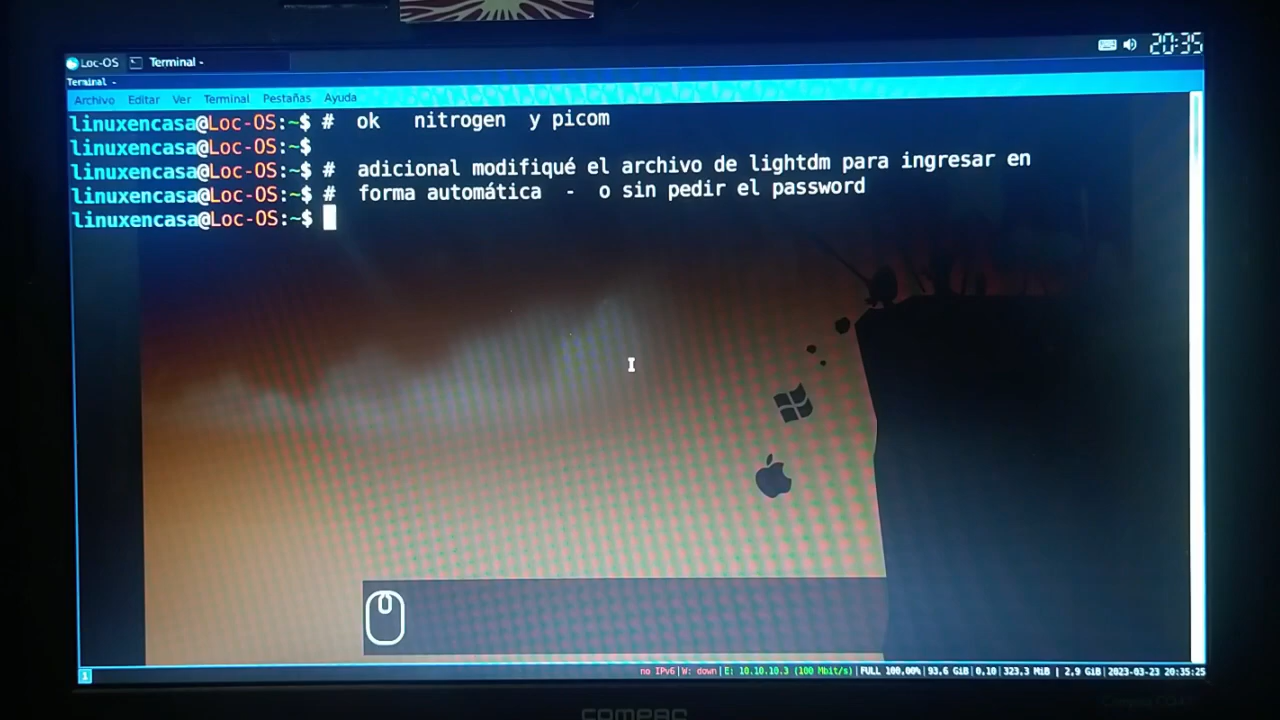 Loc-OS Terminal - 20:35
Terminal -
Archivo Editar Ver Terminal Pestañas Ayuda
linuxencasa@Loc-OS:~$ # ok nitrogen y picom
linuxencasa@Loc-OS:~$
linuxencasa@Loc-OS:~$ # adicional modifiqué el archivo de lightdm para ingresar en
linuxencasa@Loc-OS:~$ # forma automática - o sin pedir el password
linuxencasa@Loc-OS:~$
1 no IPv6|W: down|E: 10.10.10.3 (100 Mbit/s)|FULL 100.00%|93.6 GiB|0.10|323.3 MiB | 2.9 GiB|2023-03-23 20:35:25
COMPAQ